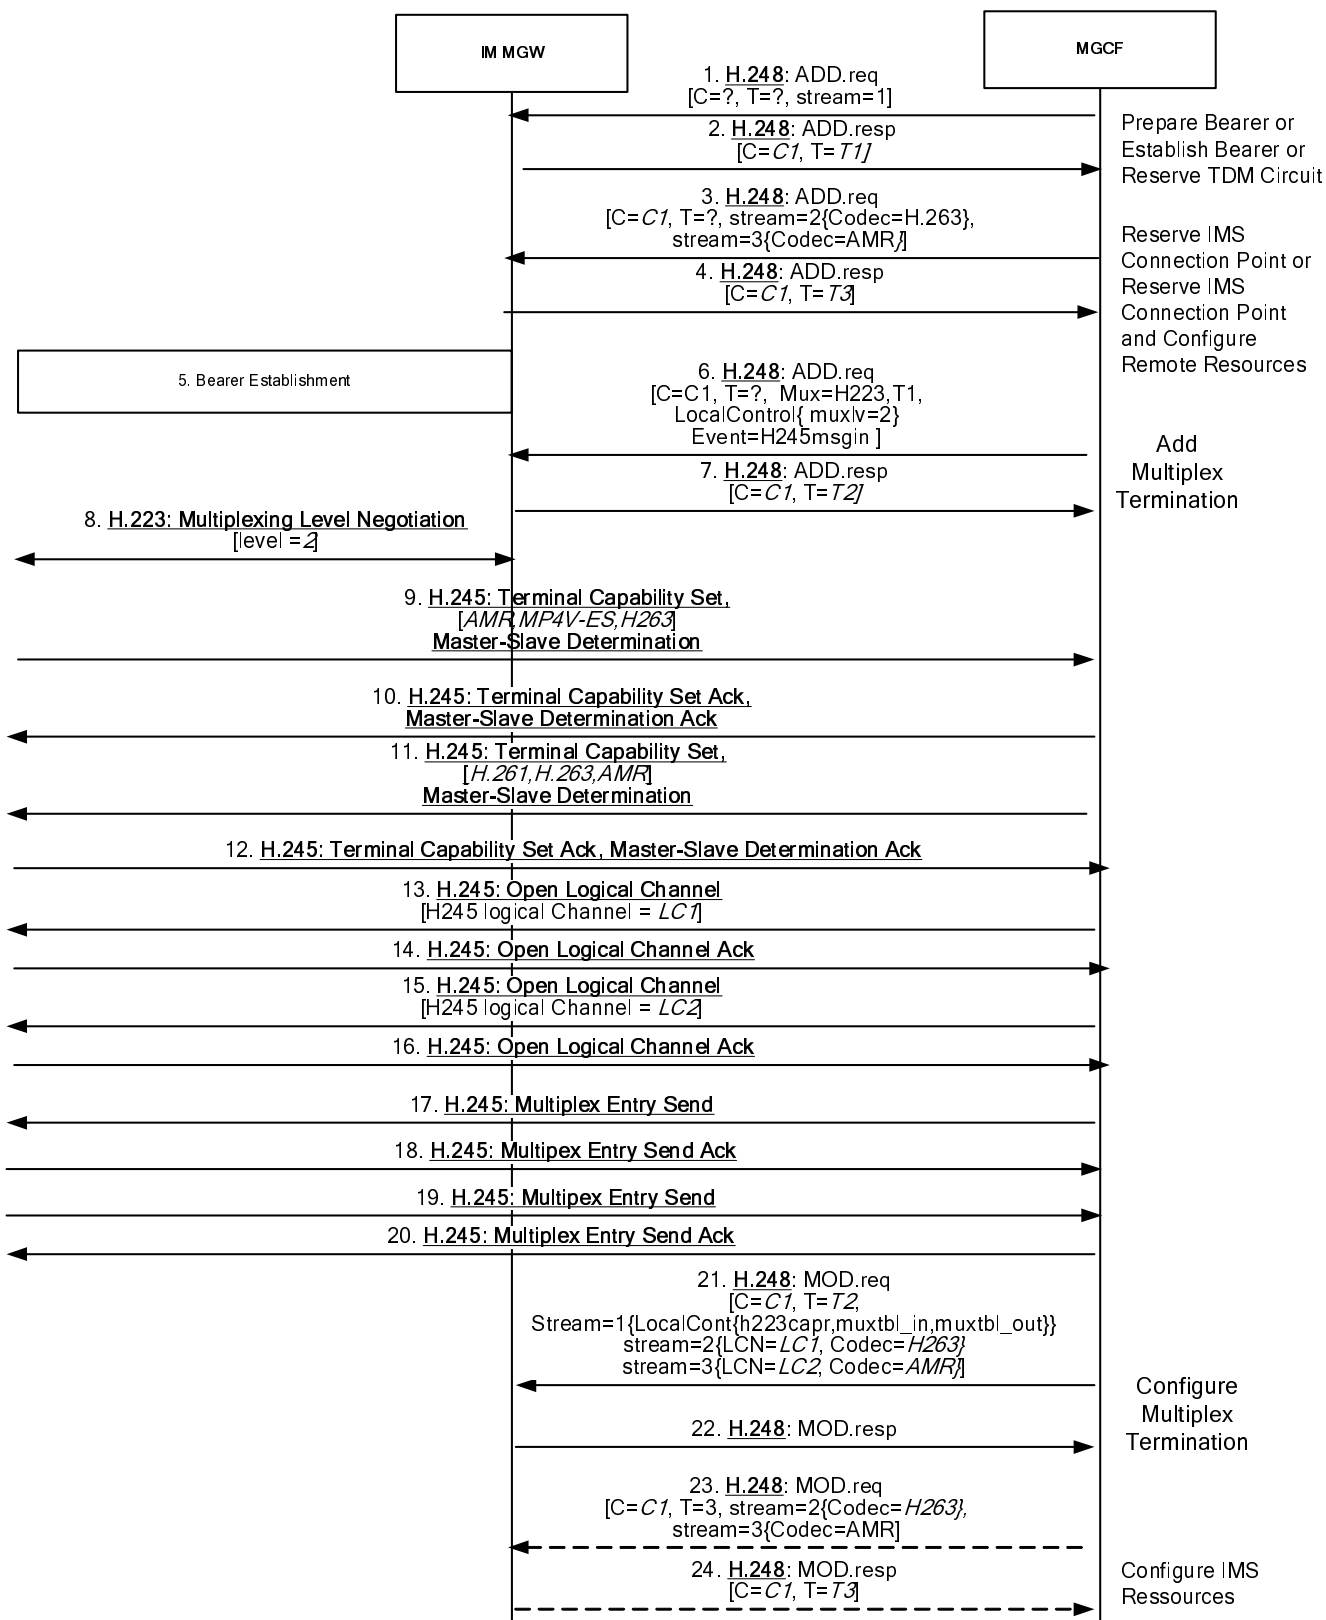 IM MGW
MGCF
1. H.248: ADD.req
[C=?, T=?, stream=1]
2. H.248: ADD.resp
[C=C1, T=T1]
Prepare Bearer or
Establish Bearer or
Reserve TDM Circuit
3. H.248: ADD.req
[C=C1, T=?, stream=2{Codec=H.263},
stream=3{Codec=AMR}]
4. H.248: ADD.resp
[C=C1, T=T3]
Reserve IMS
Connection Point or
Reserve IMS
Connection Point
and Configure
Remote Resources
5. Bearer Establishment
6. H.248: ADD.req
[C=C1, T=?, Mux=H223,T1,
LocalControl{ muxlv=2}
Event=H245msgin ]
7. H.248: ADD.resp
[C=C1, T=T2]
Add
Multiplex
Termination
8. H.223: Multiplexing Level Negotiation
[level =2]
9. H.245: Terminal Capability Set,
[AMR,MP4V-ES,H263]
Master-Slave Determination
10. H.245: Terminal Capability Set Ack,
Master-Slave Determination Ack
11. H.245: Terminal Capability Set,
[H.261,H.263,AMR]
Master-Slave Determination
12. H.245: Terminal Capability Set Ack, Master-Slave Determination Ack
13. H.245: Open Logical Channel
[H245 logical Channel = LC1]
14. H.245: Open Logical Channel Ack
15. H.245: Open Logical Channel
[H245 logical Channel = LC2]
16. H.245: Open Logical Channel Ack
17. H.245: Multiplex Entry Send
18. H.245: Multipex Entry Send Ack
19. H.245: Multipex Entry Send
20. H.245: Multiplex Entry Send Ack
21. H.248: MOD.req
[C=C1, T=T2,
Stream=1{LocalCont{h223capr,muxtbl_in,muxtbl_out}}
stream=2{LCN=LC1, Codec=H263}
stream=3{LCN=LC2, Codec=AMR}]
22. H.248: MOD.resp
Configure
Multiplex
Termination
23. H.248: MOD.req
[C=C1, T=3, stream=2{Codec=H263},
stream=3{Codec=AMR]
24. H.248: MOD.resp
[C=C1, T=T3]
Configure IMS
Ressources